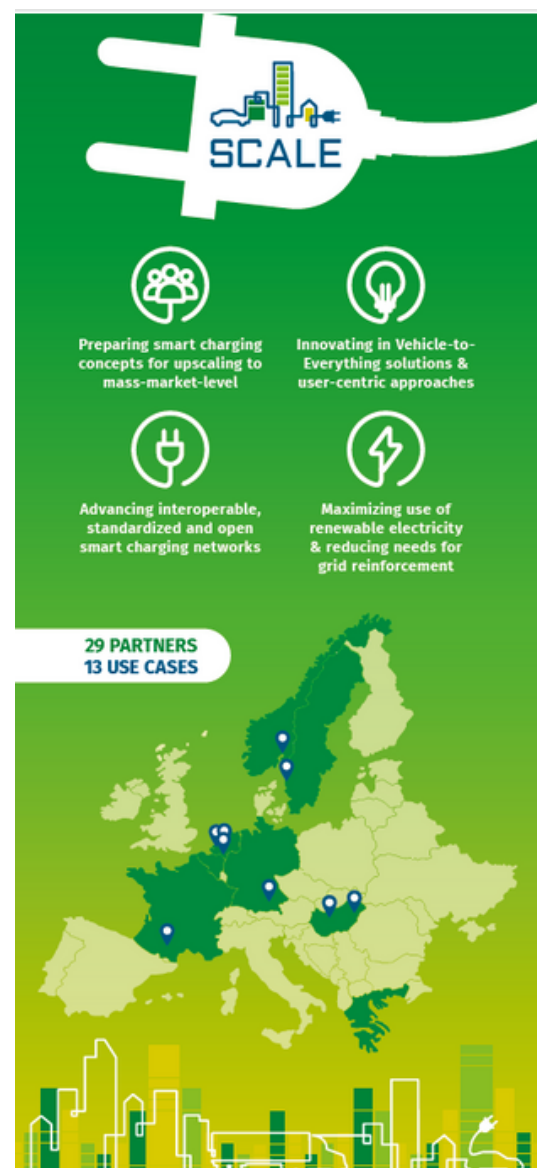 SCALE
Preparing smart charging
concepts for upscaling to
mass-market-level
Innovating in Vehicle-to-
Everything solutions &
user-centric approaches
Advancing interoperable,
standardized and open
smart charging networks
Maximizing use of
renewable electricity
& reducing needs for
grid reinforcement
29 PARTNERS
13 USE CASES